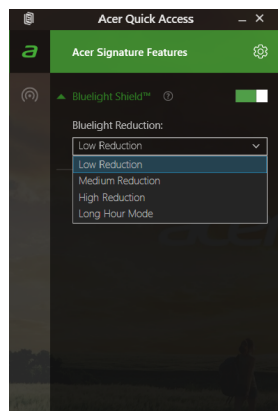 Acer Quick Access
a
Acer Signature Features
Bluelight Shield™ ?
Bluelight Reduction:
Low Reduction
Low Reduction
Medium Reduction
High Reduction
Long Hour Mode
acer